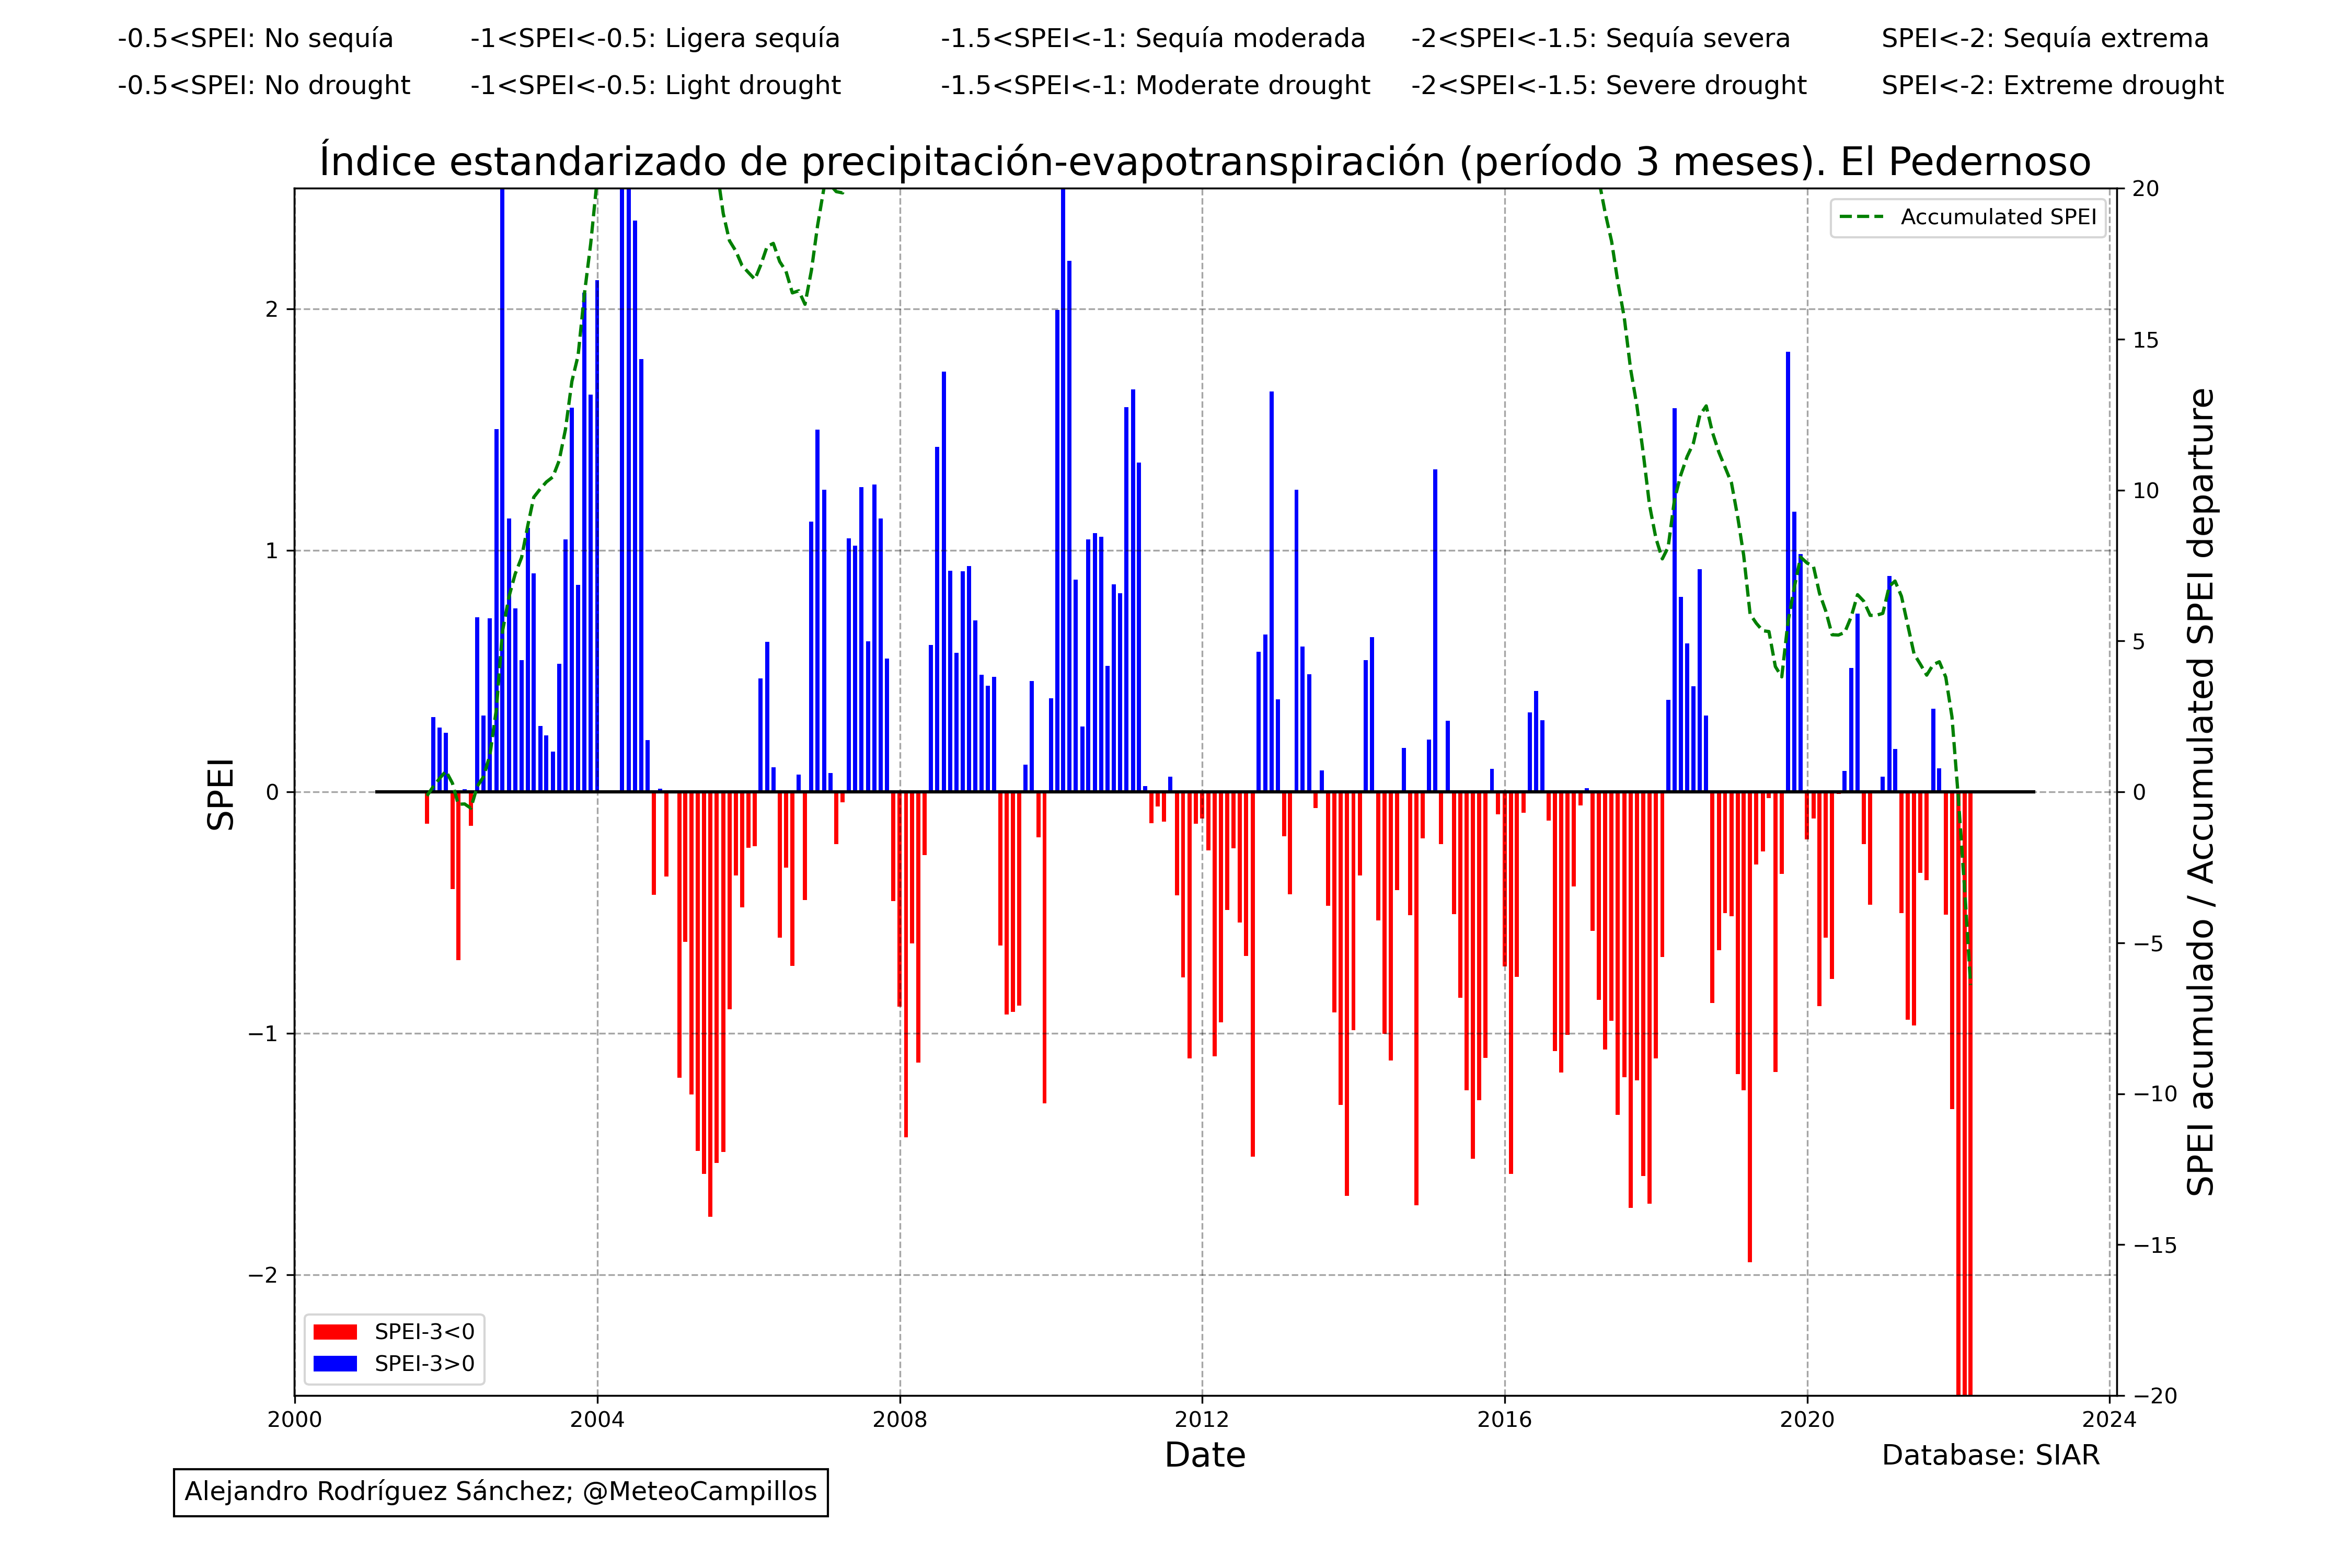 -0.5<SPEI: No sequía -1<SPEI<-0.5: Ligera sequía -1.5<SPEI<-1: Sequía moderada -2<SPEI<-1.5: Sequía severa SPEI<-2: Sequía extrema
-0.5<SPEI: No drought -1<SPEI<-0.5: Light drought -1.5<SPEI<-1: Moderate drought -2<SPEI<-1.5: Severe drought SPEI<-2: Extreme drought
Índice estandarizado de precipitación-evapotranspiración (período 3 meses). El Pedernoso
Accumulated SPEI
SPEI
2
1
0
−1
−2
20
15
10
5
0
−5
−10
−15
−20
SPEI acumulado / Accumulated SPEI departure
SPEI-3<0
SPEI-3>0
2000 2004 2008 2012 2016 2020 2024
Date
Database: SIAR
Alejandro Rodríguez Sánchez; @MeteoCampillos